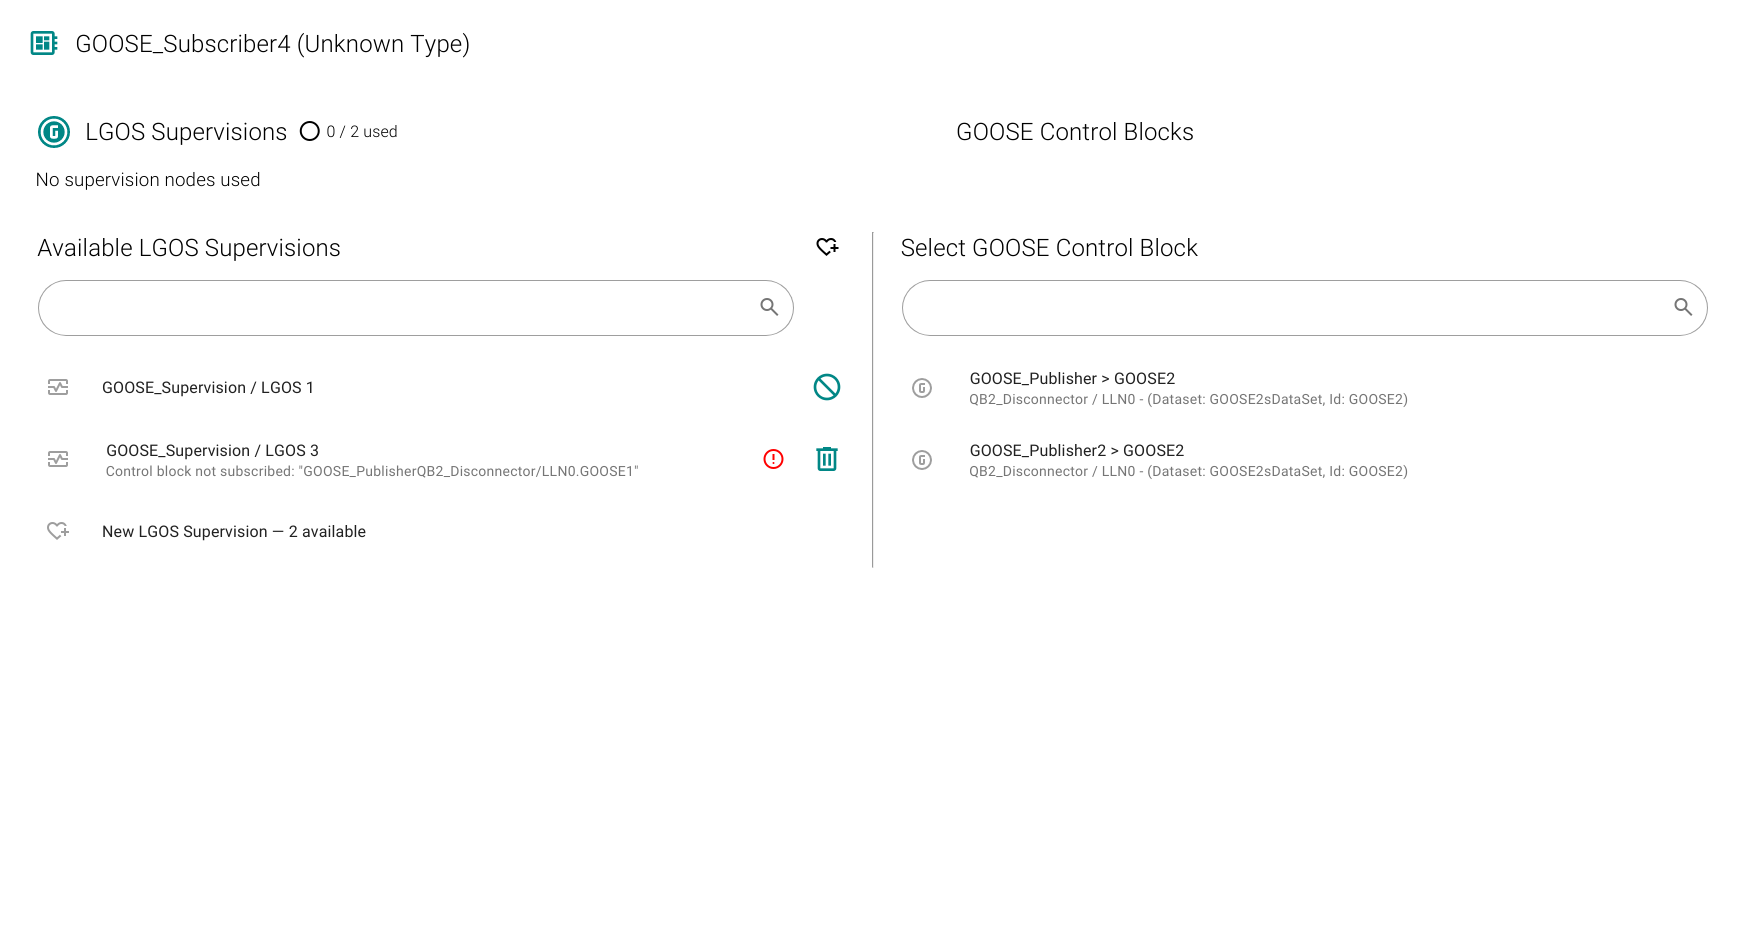 GOOSE_Subscriber4 (Unknown Type)
LGOS Supervisions 0 / 2 used
GOOSE Control Blocks
No supervision nodes used
Available LGOS Supervisions
GOOSE_Supervision / LGOS 1
GOOSE_Supervision / LGOS 3
Control block not subscribed: "GOOSE_PublisherQB2_Disconnector/LLN0.GOOSE1"
New LGOS Supervision — 2 available
Select GOOSE Control Block
GOOSE_Publisher > GOOSE2
QB2_Disconnector / LLN0 - (Dataset: GOOSE2sDataSet, Id: GOOSE2)
GOOSE_Publisher2 > GOOSE2
QB2_Disconnector / LLN0 - (Dataset: GOOSE2sDataSet, Id: GOOSE2)